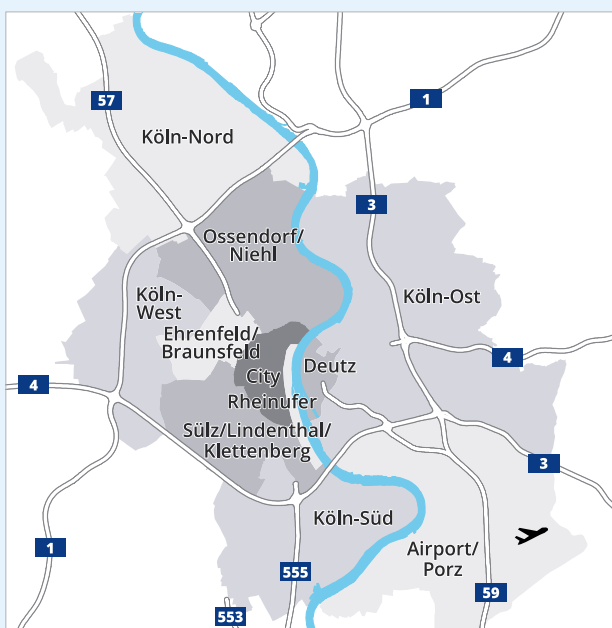 1
57
Köln-Nord
3
Ossendorf/
Niehl
Köln-
West
Köln-Ost
Ehrenfeld/
Braunsfeld
4
Deutz
City
4
Rheinufer
Sülz/Lindenthal/
Klettenberg
3
Köln-Süd
1
Airport/
Porz
555
59
553